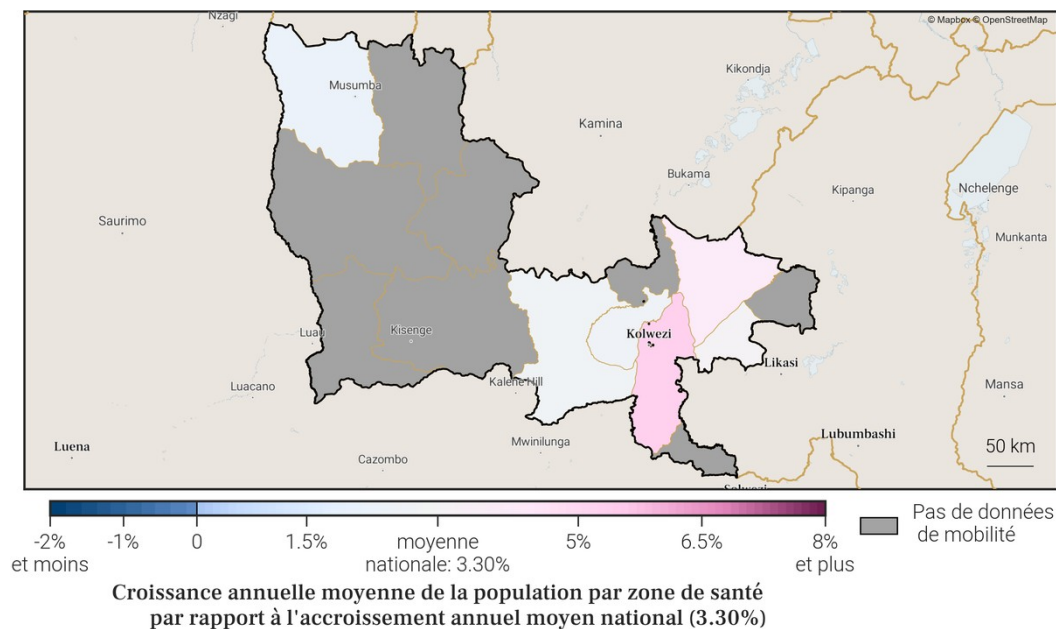 Nzagi
© Mapbox © OpenStreetMap
Kikondja
Musumba
Kamina
Bukama
Kipanga
Nchelenge
Saurimo
Munkanta
Luau
Kisenge
Kolwezi
Likasi
Luacano
Kalene Hill
Mansa
Luena
Cazombo
Mwinilunga
Lubumbashi
50 km
Solwezi
-2%
et moins
-1%
0
1.5%
moyenne
nationale: 3.30%
5%
6.5%
8%
et plus
Pas de données
de mobilité
Croissance annuelle moyenne de la population par zone de santé
par rapport à l'accroissement annuel moyen national (3.30%)